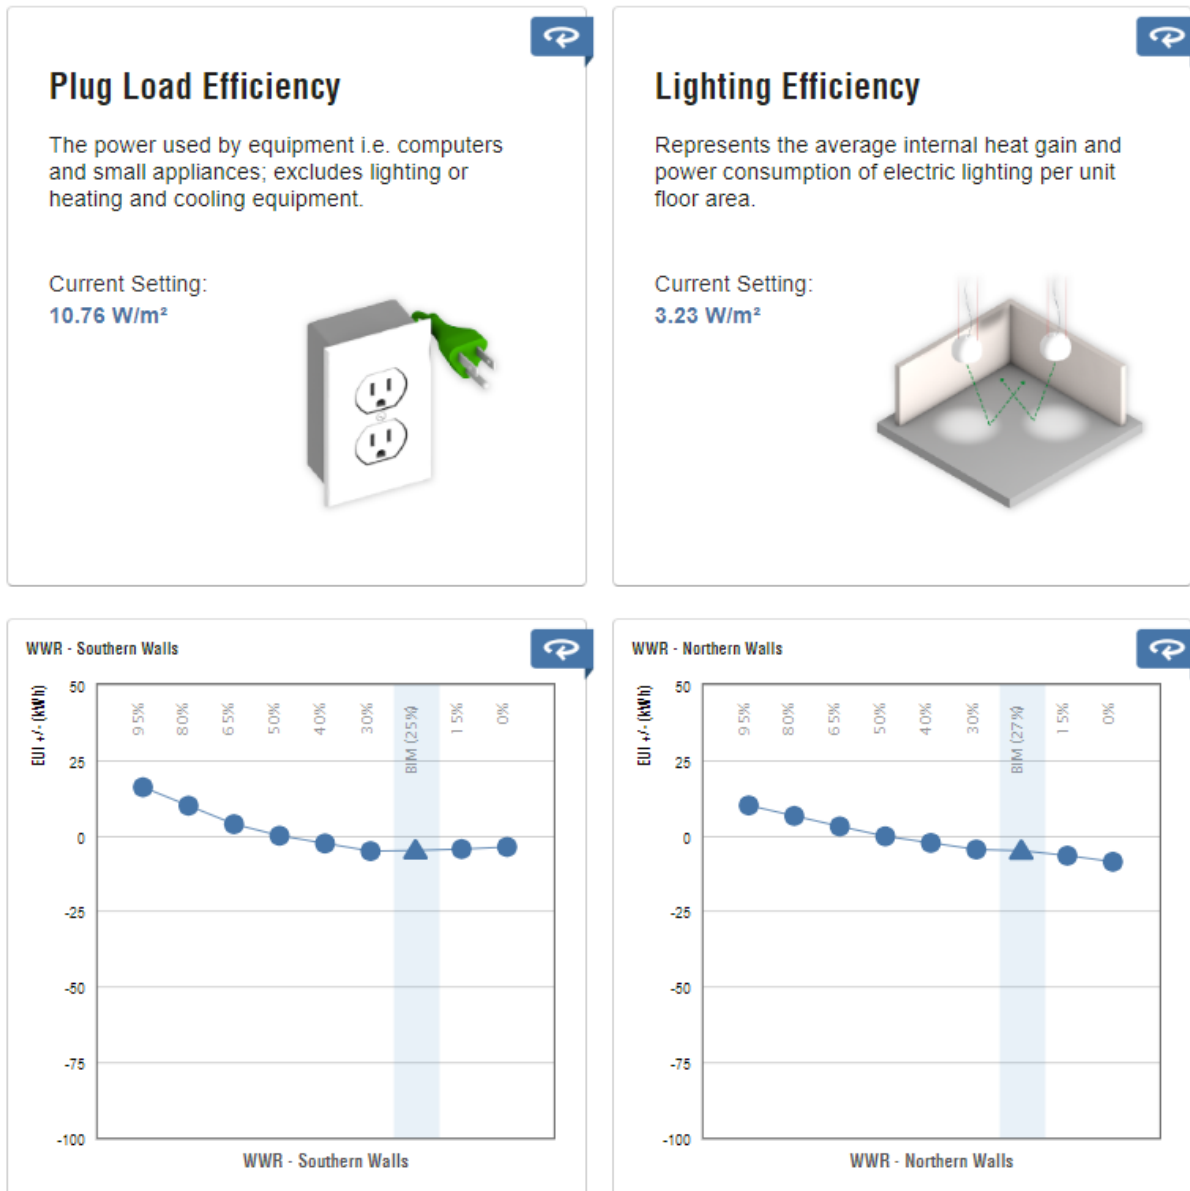 Plug Load Efficiency
The power used by equipment i.e. computers
and small appliances; excludes lighting or
heating and cooling equipment.
Current Setting:
10.76 W/m²
Lighting Efficiency
Represents the average internal heat gain and
power consumption of electric lighting per unit
floor area.
Current Setting:
3.23 W/m²
WWR - Southern Walls
EUI +/- (kWh)
50
25
0
-25
-50
-75
-100
95%
80%
65%
50%
40%
30%
BIM (25%)
15%
0%
WWR - Southern Walls
WWR - Northern Walls
EUI +/- (kWh)
50
25
0
-25
-50
-75
-100
95%
80%
65%
50%
40%
30%
BIM (27%)
15%
0%
WWR - Northern Walls